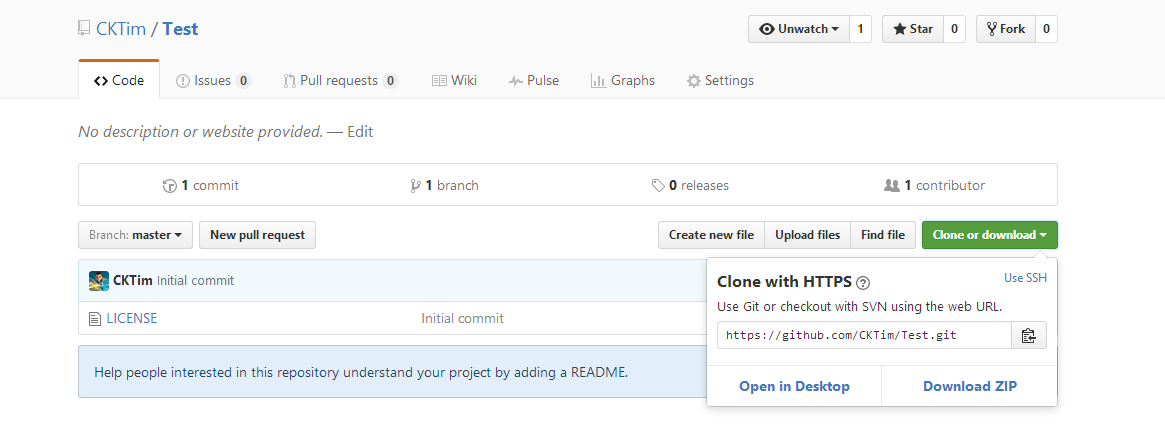 CKTim / Test
Unwatch 1 Star 0 Fork 0
Code Issues 0 Pull requests 0 Wiki Pulse Graphs Settings
No description or website provided. — Edit
1 commit 1 branch 0 releases 1 contributor
Branch: master New pull request Create new file Upload files Find file Clone or download
CKTim Initial commit
LICENSE Initial commit
Help people interested in this repository understand your project by adding a README.
Clone with HTTPS ? Use SSH
Use Git or checkout with SVN using the web URL.
https://github.com/CKTim/Test.git
Open in Desktop Download ZIP